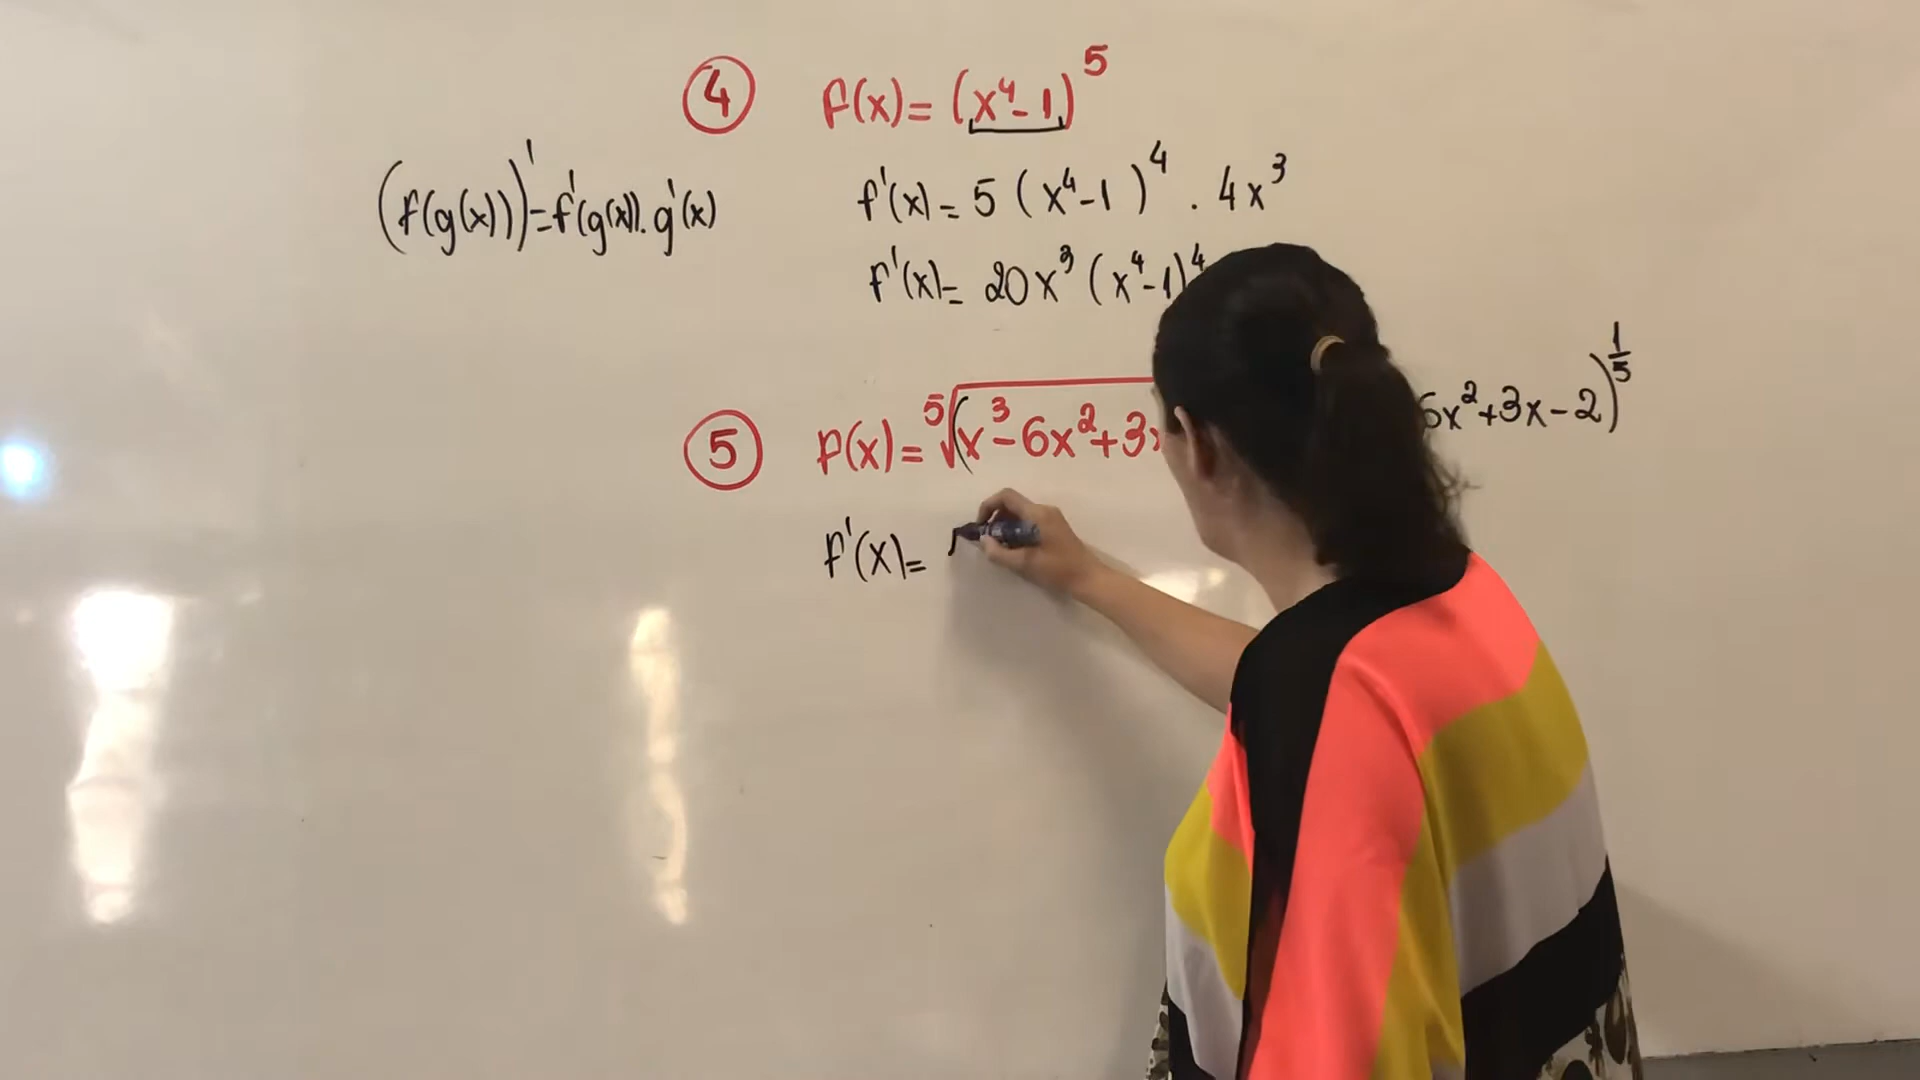 ④ f(x) = (x⁴-1)⁵
(f(g(x)))' = f'(g(x)).g'(x)
f'(x) = 5 (x⁴-1)⁴ . 4x³
f'(x) = 20x³ (x⁴-1)⁴
⑤ f(x) = ⁵√(x³-6x²+3x 6x²+3x-2)^(1/5)
f'(x) =